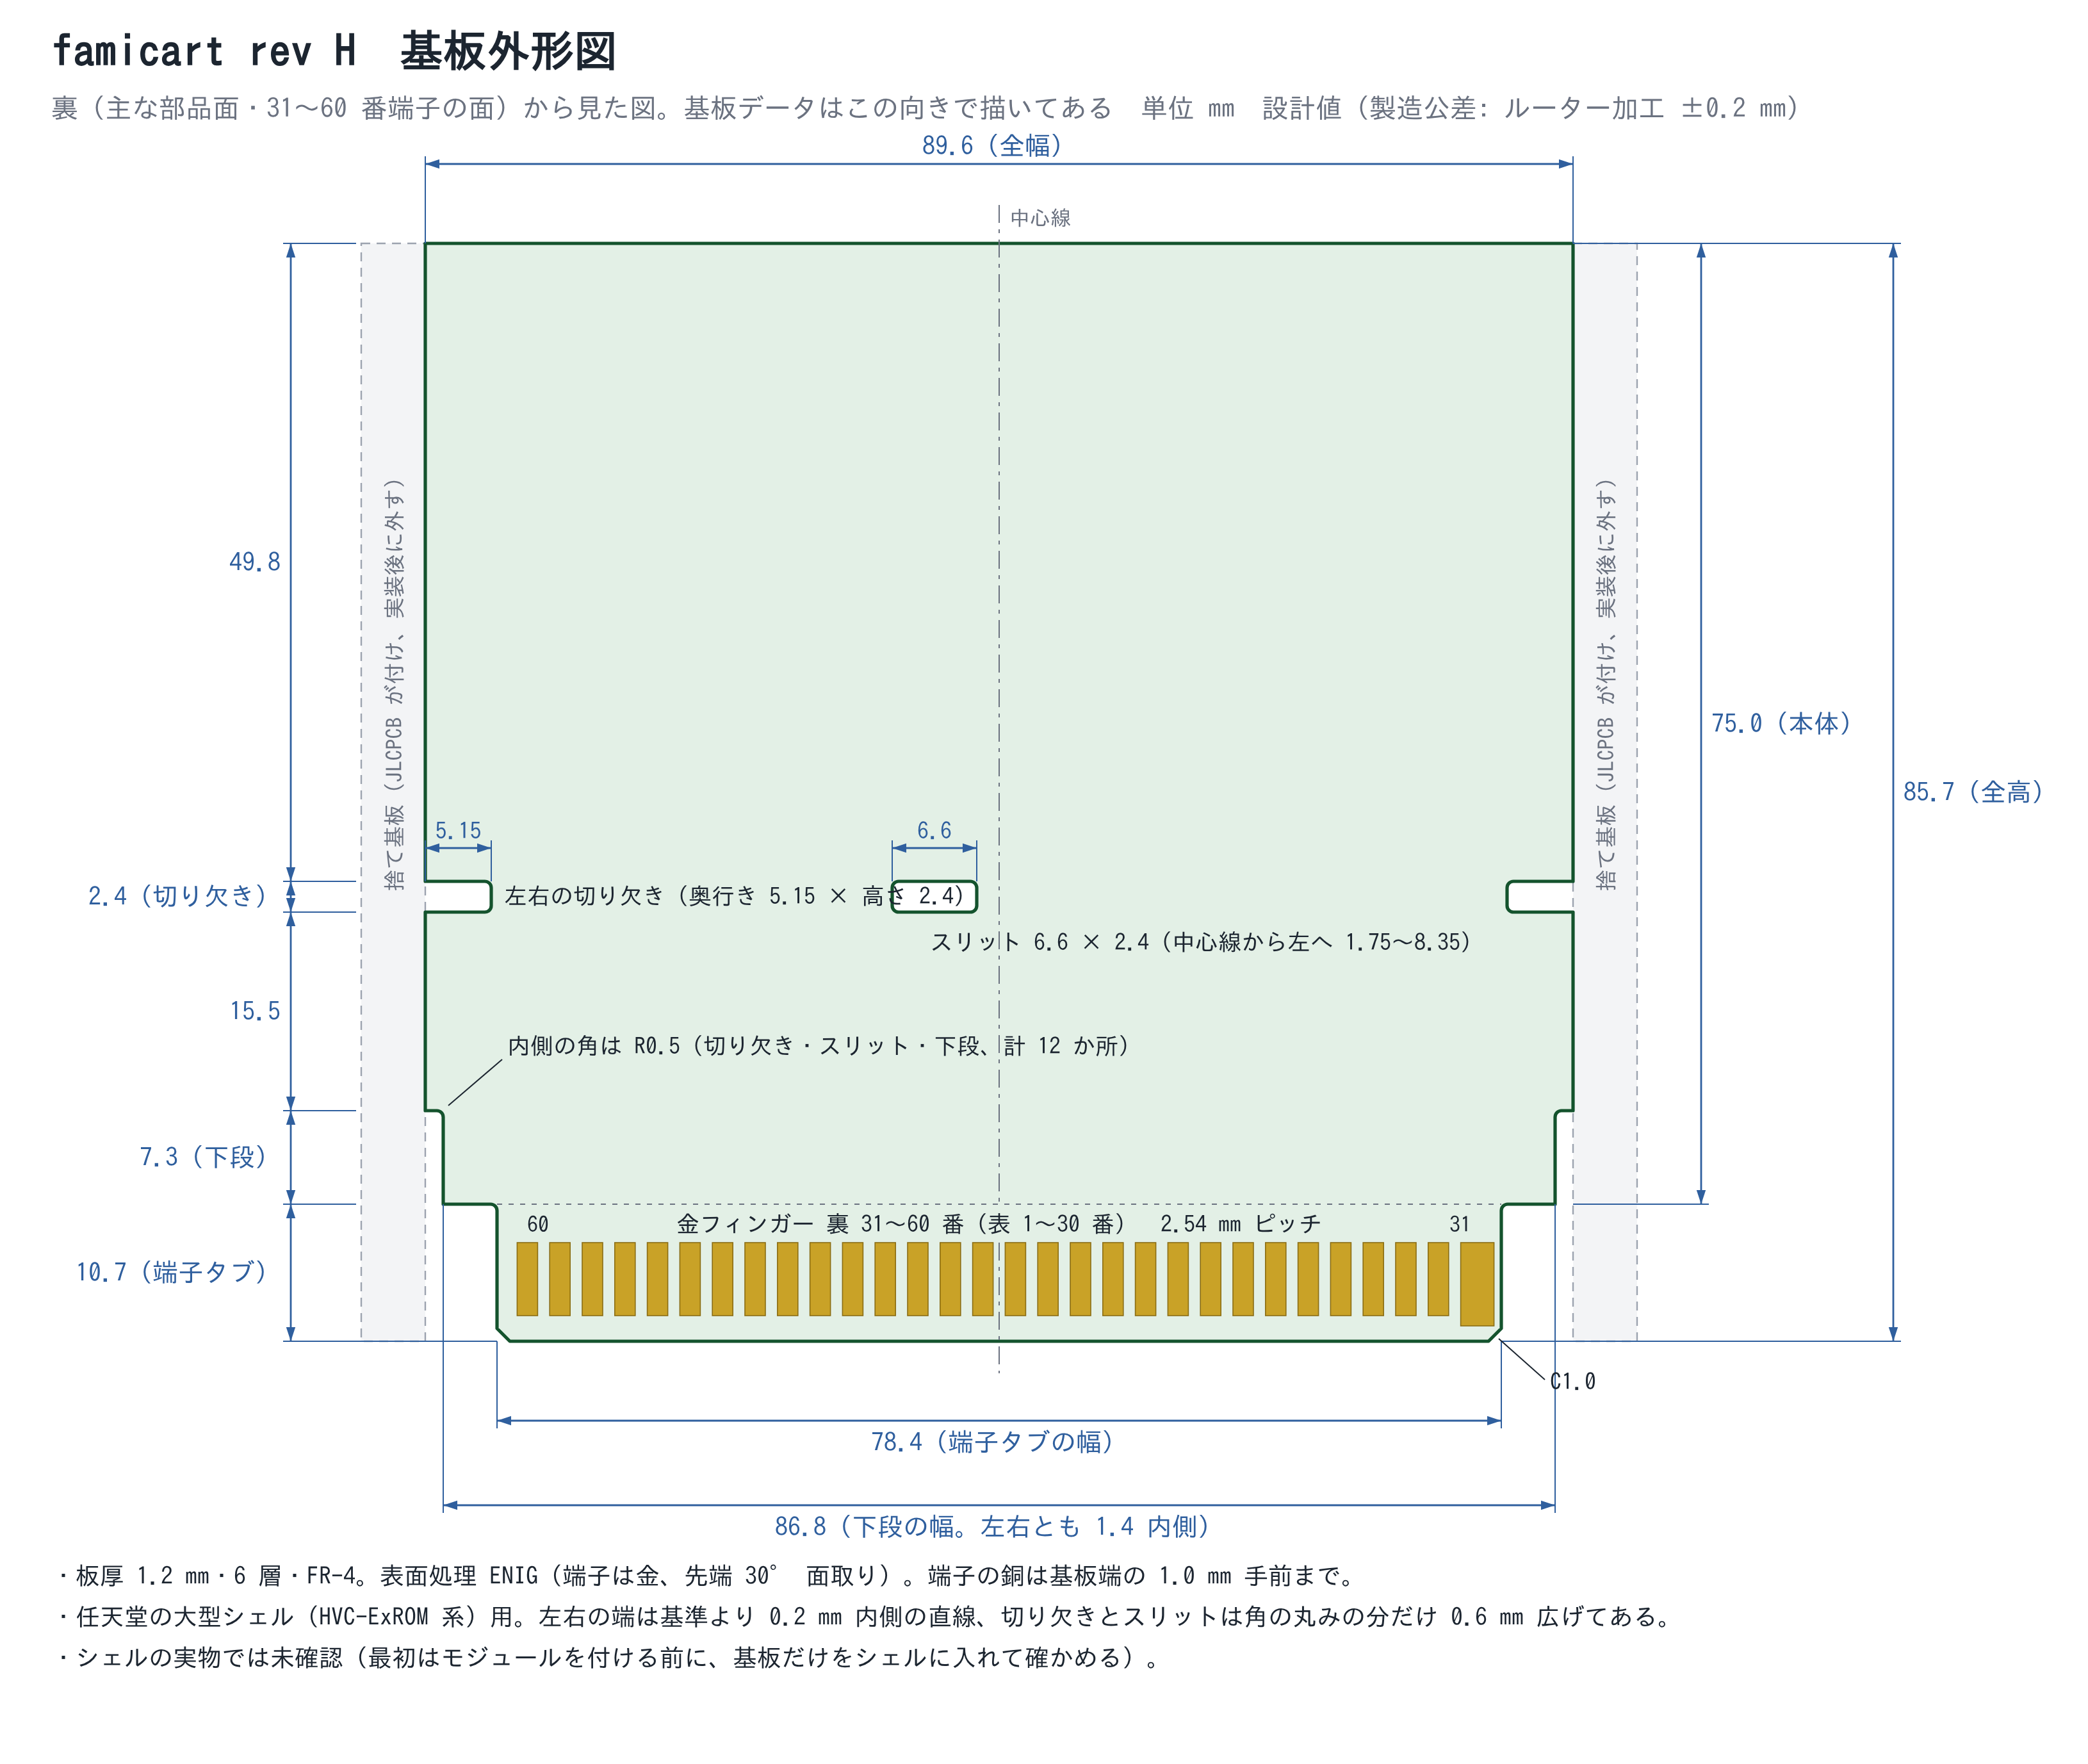 famicart rev H　基板外形図
裏（主な部品面・31～60 番端子の面）から見た図。基板データはこの向きで描いてある　単位 mm　設計値（製造公差: ルーター加工 ±0.2 mm）
89.6（全幅）
中心線
捨て基板（JLCPCB が付け、実装後に外す）
捨て基板（JLCPCB が付け、実装後に外す）
49.8
75.0（本体）
85.7（全高）
5.15
6.6
2.4（切り欠き）
左右の切り欠き（奥行き 5.15 × 高さ 2.4）
スリット 6.6 × 2.4（中心線から左へ 1.75～8.35）
15.5
内側の角は R0.5（切り欠き・スリット・下段、計 12 か所）
7.3（下段）
60
金フィンガー 裏 31～60 番（表 1～30 番）　2.54 mm ピッチ
31
10.7（端子タブ）
C1.0
78.4（端子タブの幅）
86.8（下段の幅。左右とも 1.4 内側）
・板厚 1.2 mm・6 層・FR-4。表面処理 ENIG（端子は金、先端 30° 面取り）。端子の銅は基板端の 1.0 mm 手前まで。
・任天堂の大型シェル（HVC-ExROM 系）用。左右の端は基準より 0.2 mm 内側の直線、切り欠きとスリットは角の丸みの分だけ 0.6 mm 広げてある。
・シェルの実物では未確認（最初はモジュールを付ける前に、基板だけをシェルに入れて確かめる）。